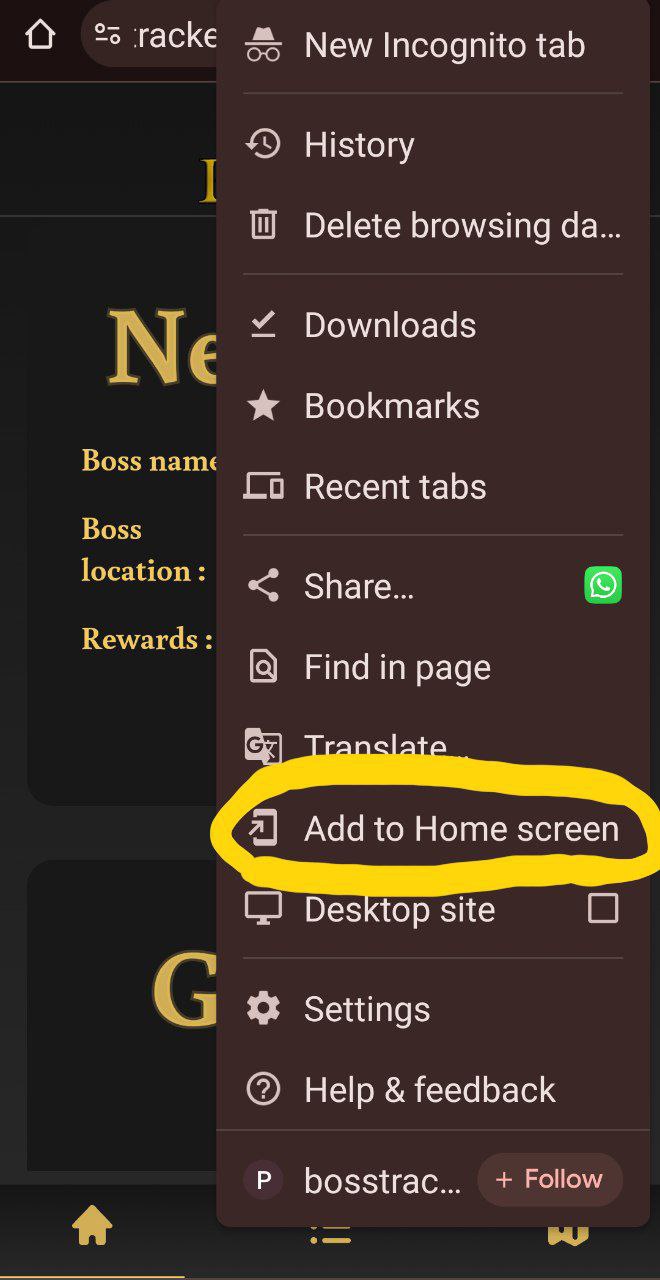 :racke
New Incognito tab
History
Delete browsing da...
Ne
Downloads
Bookmarks
Boss name
Recent tabs
Boss
location :
Share...
Rewards :
Find in page
Translate...
Add to Home screen
Desktop site
G
Settings
Help & feedback
P bosstrac... + Follow